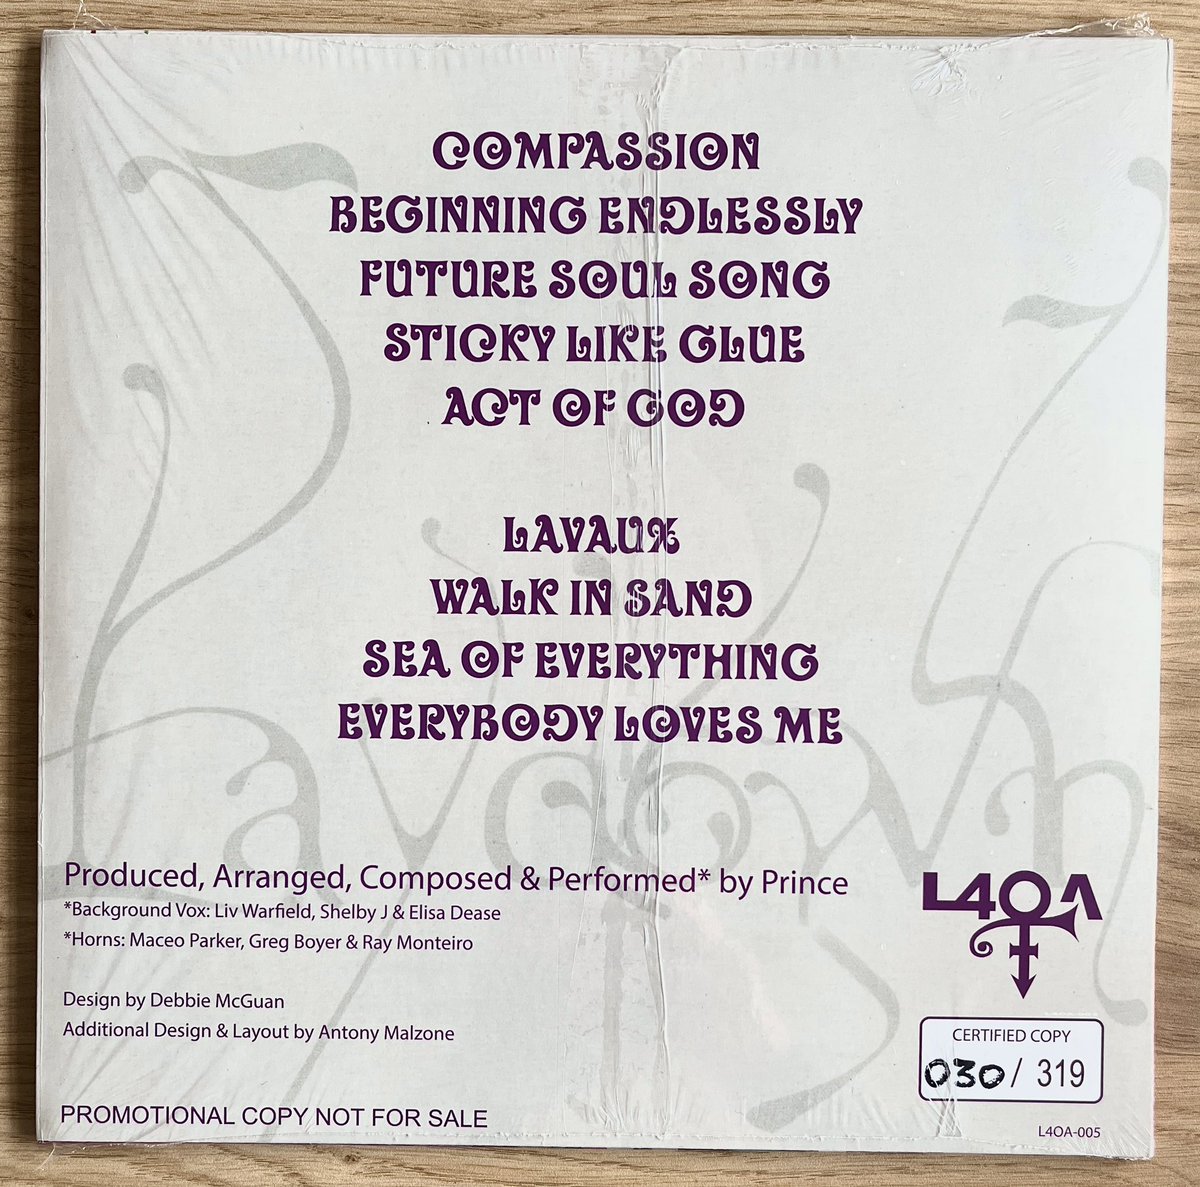 COMPASSION
BEGINNING ENDLESSLY
FUTURE SOUL SONG
STICKY LIKE GLUE
ACT OF GOD
LAVAUX
WALK IN SAND
SEA OF EVERYTHING
EVERYBODY LOVES ME
Laydown
Produced, Arranged, Composed & Performed* by Prince
*Background Vox: Liv Warfield, Shelby J & Elisa Dease
*Horns: Maceo Parker, Greg Boyer & Ray Monteiro
Design by Debbie McGuan
Additional Design & Layout by Antony Malzone
PROMOTIONAL COPY NOT FOR SALE
L4OA
CERTIFIED COPY
030 / 319
L4OA-005